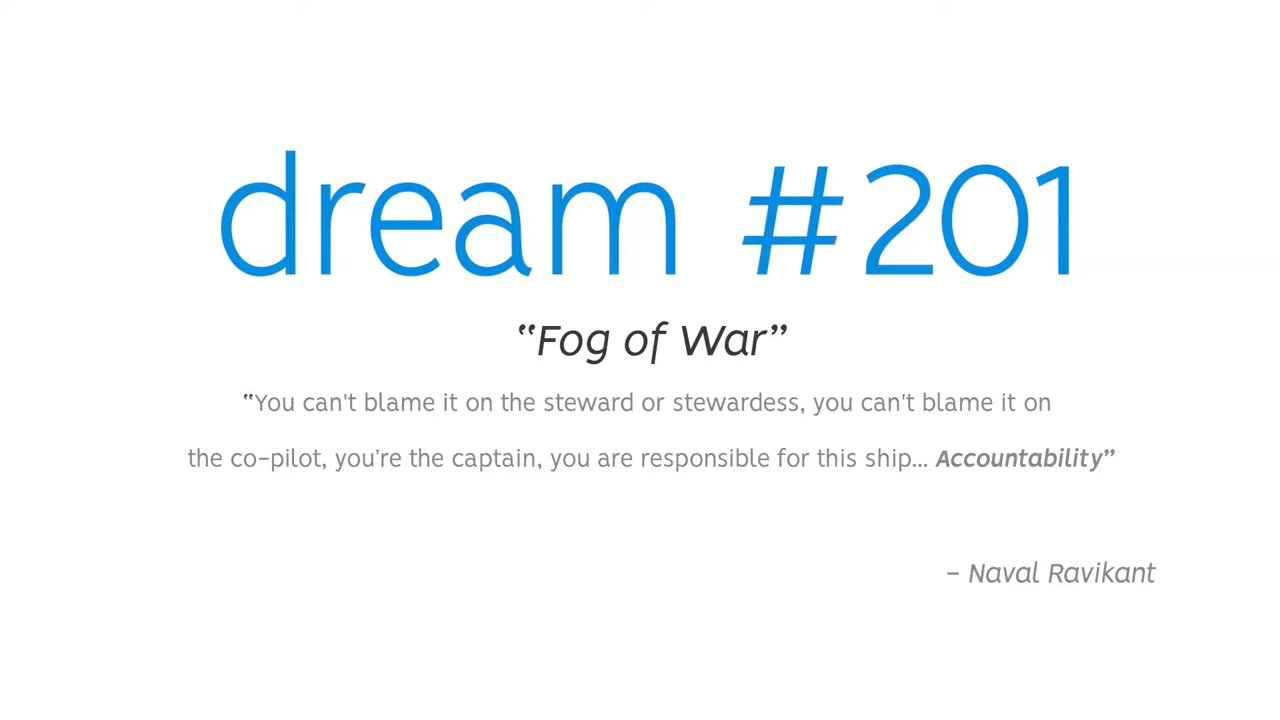 dream #201
“Fog of War”
“You can't blame it on the steward or stewardess, you can't blame it on
the co-pilot, you’re the captain, you are responsible for this ship... Accountability”
- Naval Ravikant